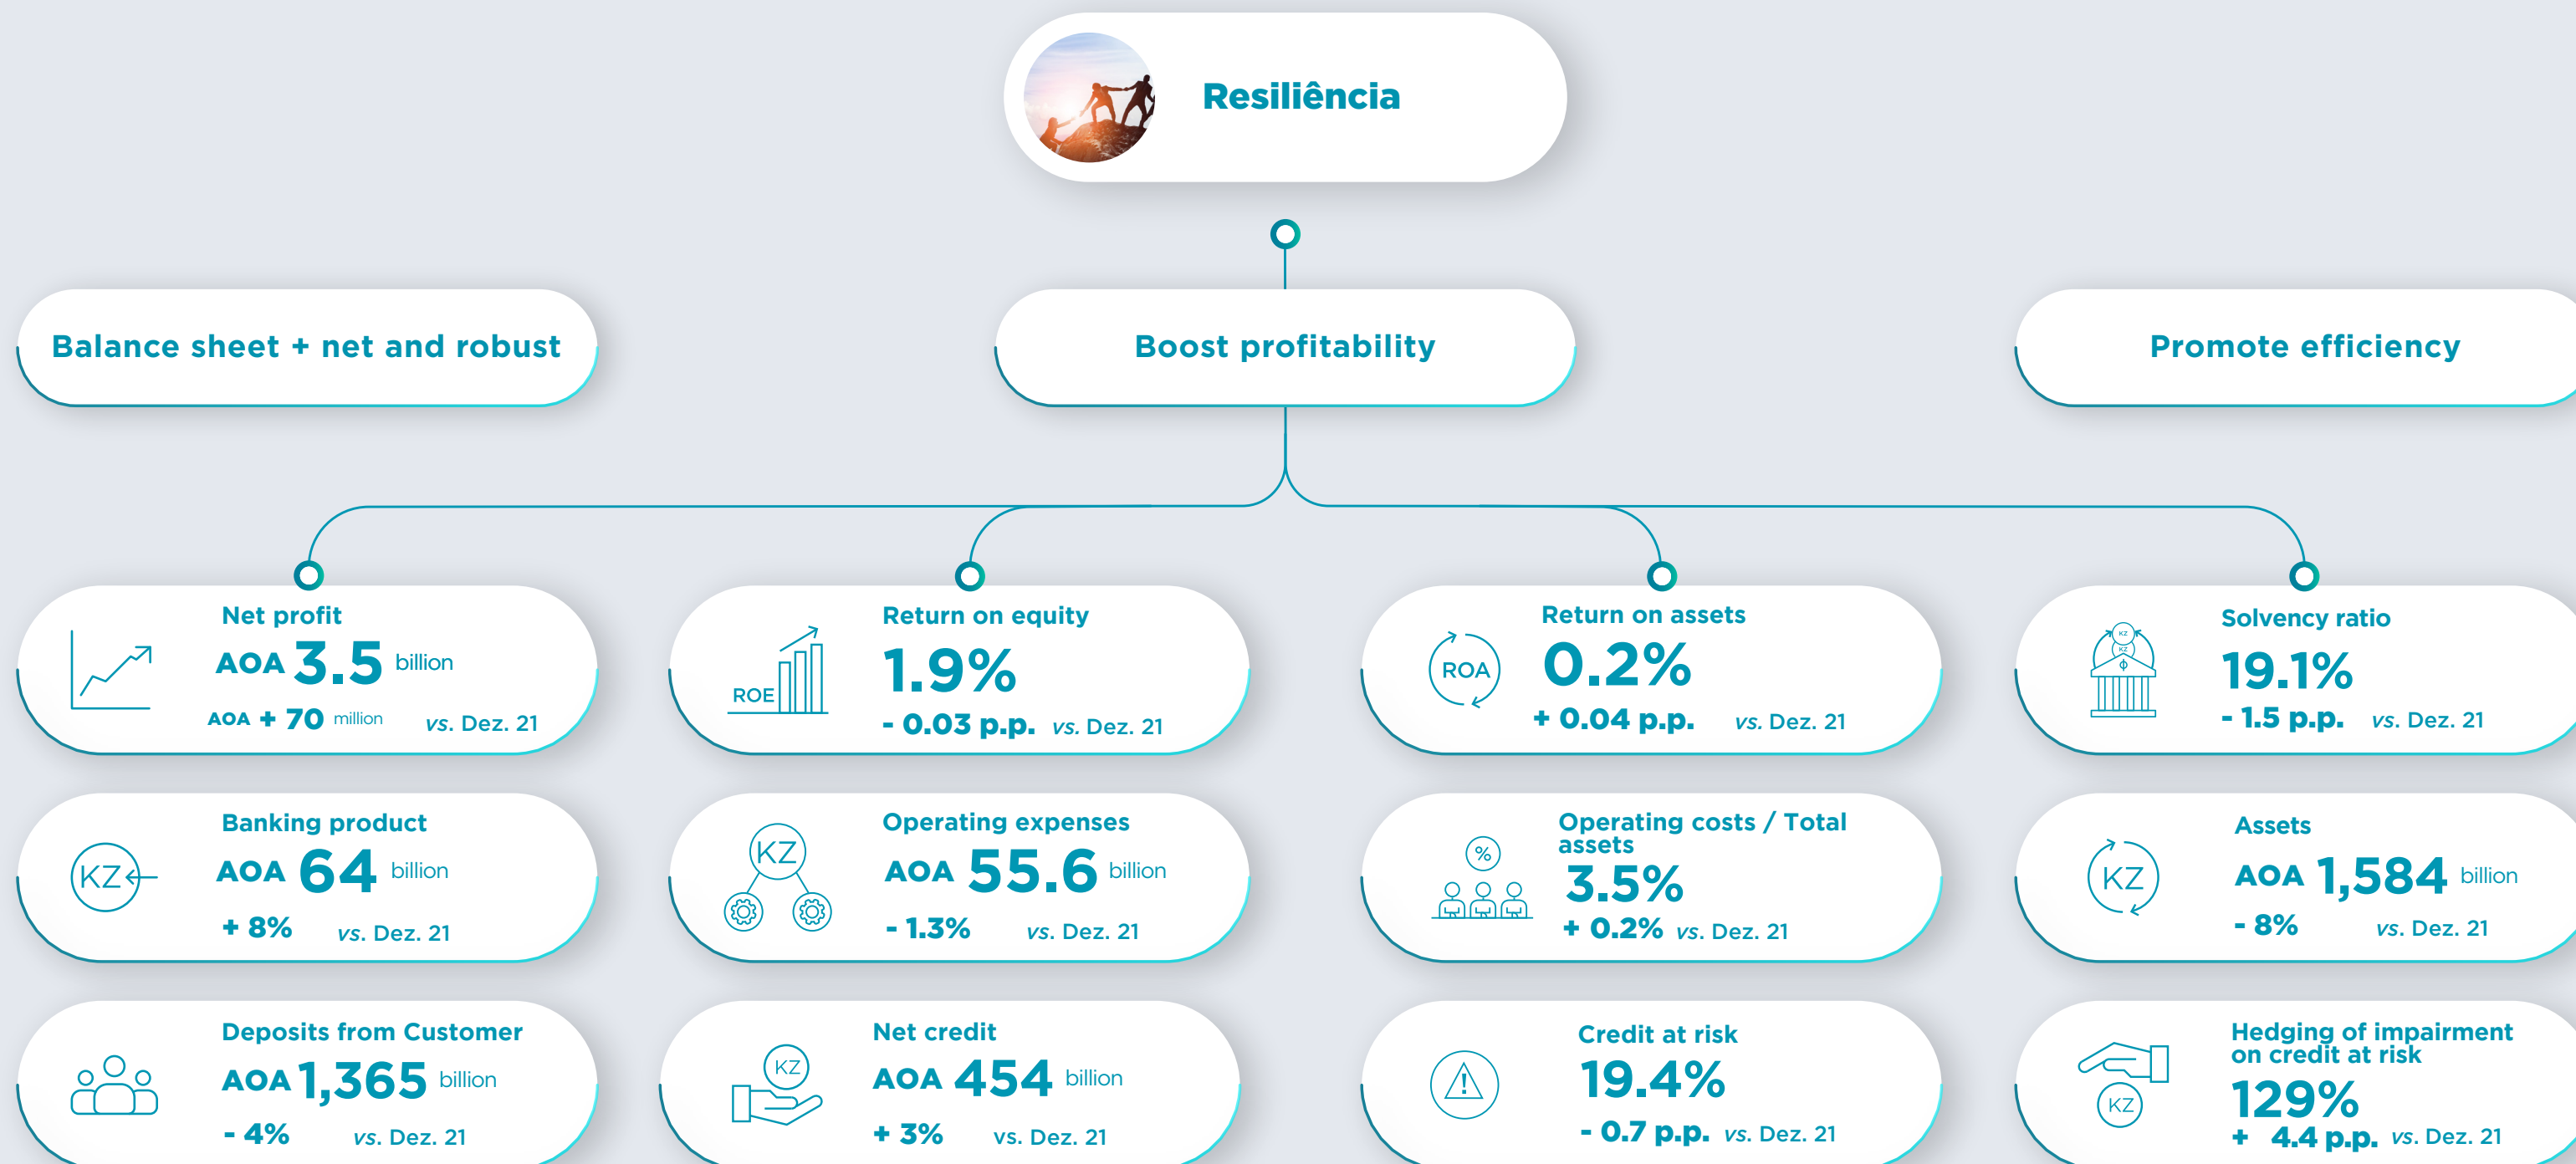 Resiliência
Balance sheet + net and robust
Boost profitability
Promote efficiency
Net profit
AOA 3.5 billion
AOA + 70 million vs. Dez. 21
ROE
Return on equity
1.9%
- 0.03 p.p. vs. Dez. 21
ROA
Return on assets
0.2%
+ 0.04 p.p. vs. Dez. 21
KZ
KZ
Solvency ratio
19.1%
- 1.5 p.p. vs. Dez. 21
KZ
Banking product
AOA 64 billion
+ 8% vs. Dez. 21
KZ
Operating expenses
AOA 55.6 billion
- 1.3% vs. Dez. 21
%
Operating costs / Total
assets
3.5%
+ 0.2% vs. Dez. 21
KZ
Assets
AOA 1,584 billion
- 8% vs. Dez. 21
Deposits from Customer
AOA 1,365 billion
- 4% vs. Dez. 21
KZ
Net credit
AOA 454 billion
+ 3% vs. Dez. 21
!
Credit at risk
19.4%
- 0.7 p.p. vs. Dez. 21
KZ
Hedging of impairment
on credit at risk
129%
+ 4.4 p.p. vs. Dez. 21